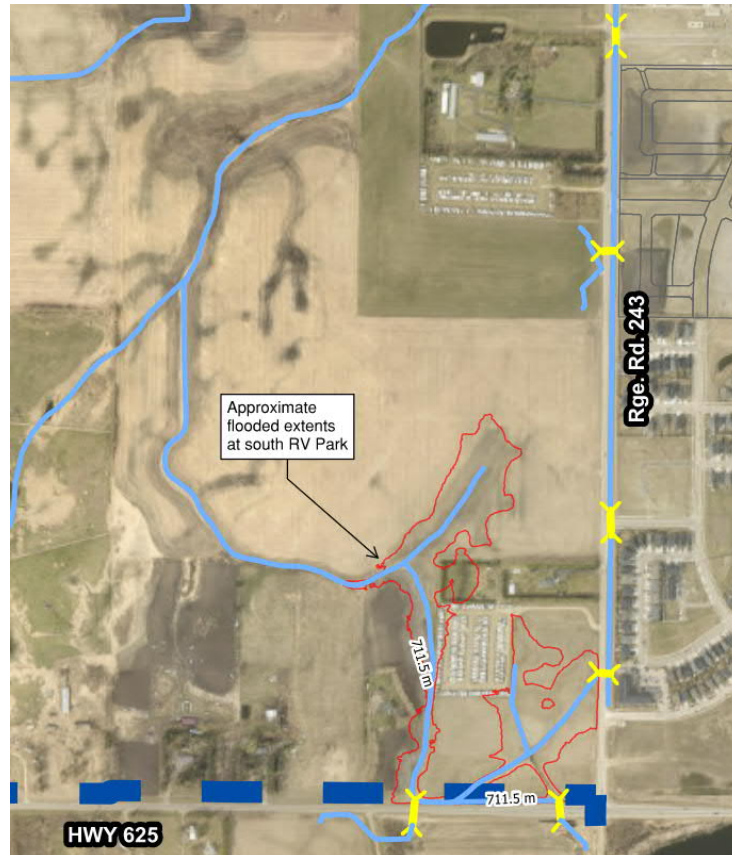 Rge. Rd. 243
Approximate
flooded extents
at south RV Park
711.5 m
711.5 m
HWY 625